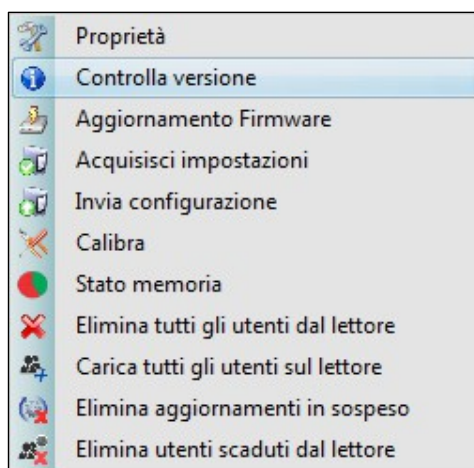 Proprietà
Controlla versione
Aggiornamento Firmware
Acquisisci impostazioni
Invia configurazione
Calibra
Stato memoria
Elimina tutti gli utenti dal lettore
Carica tutti gli utenti sul lettore
Elimina aggiornamenti in sospeso
Elimina utenti scaduti dal lettore